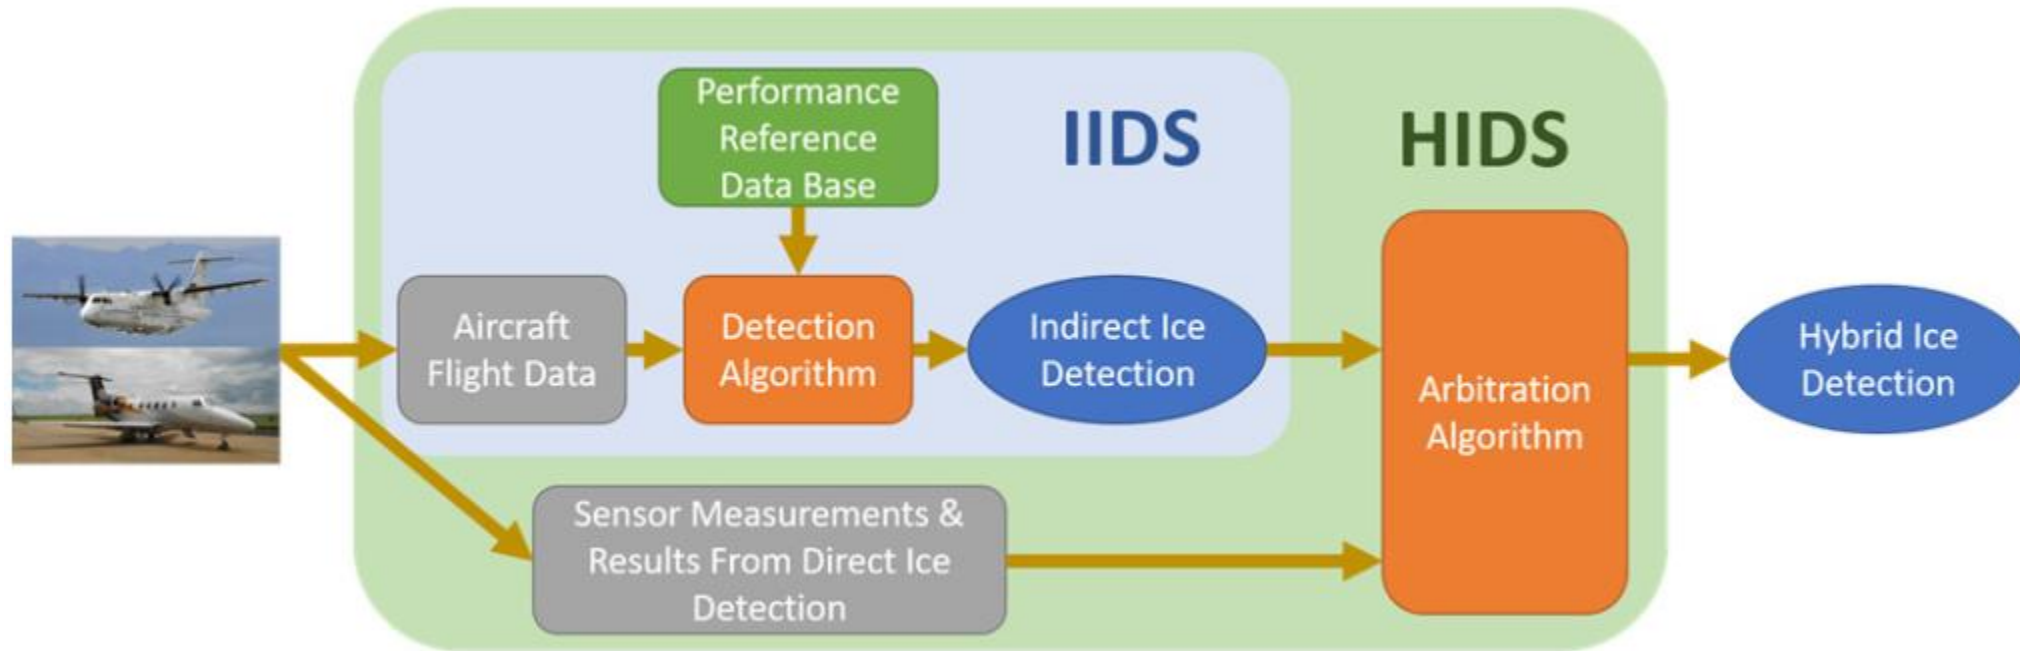 Performance
Reference
Data Base
IIDS
HIDS
Aircraft
Flight Data
Detection
Algorithm
Indirect Ice
Detection
Arbitration
Algorithm
Hybrid Ice
Detection
Sensor Measurements &
Results From Direct Ice
Detection